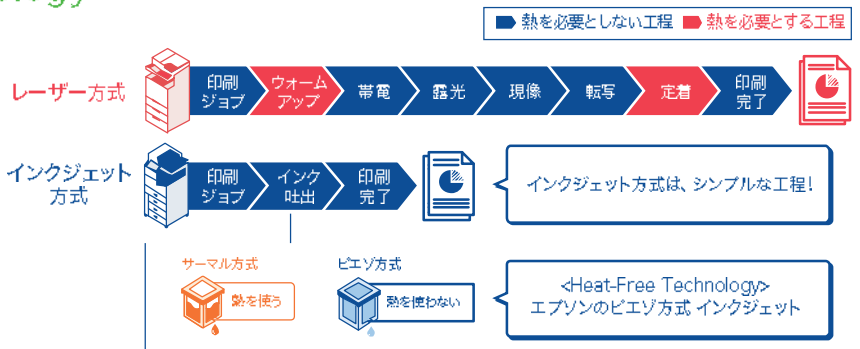 熱を必要としない工程 熱を必要とする工程
レーザー方式
印刷
ジョブ
ウォーム
アップ
帯電
露光
現像
転写
定着
印刷
完了
インクジェット
方式
印刷
ジョブ
インク
吐出
印刷
完了
インクジェット方式は、シンプルな工程!
サーマル方式
熱を使う
ピエゾ方式
熱を使わない
<Heat-Free Technology>
エプソンのピエゾ方式 インクジェット